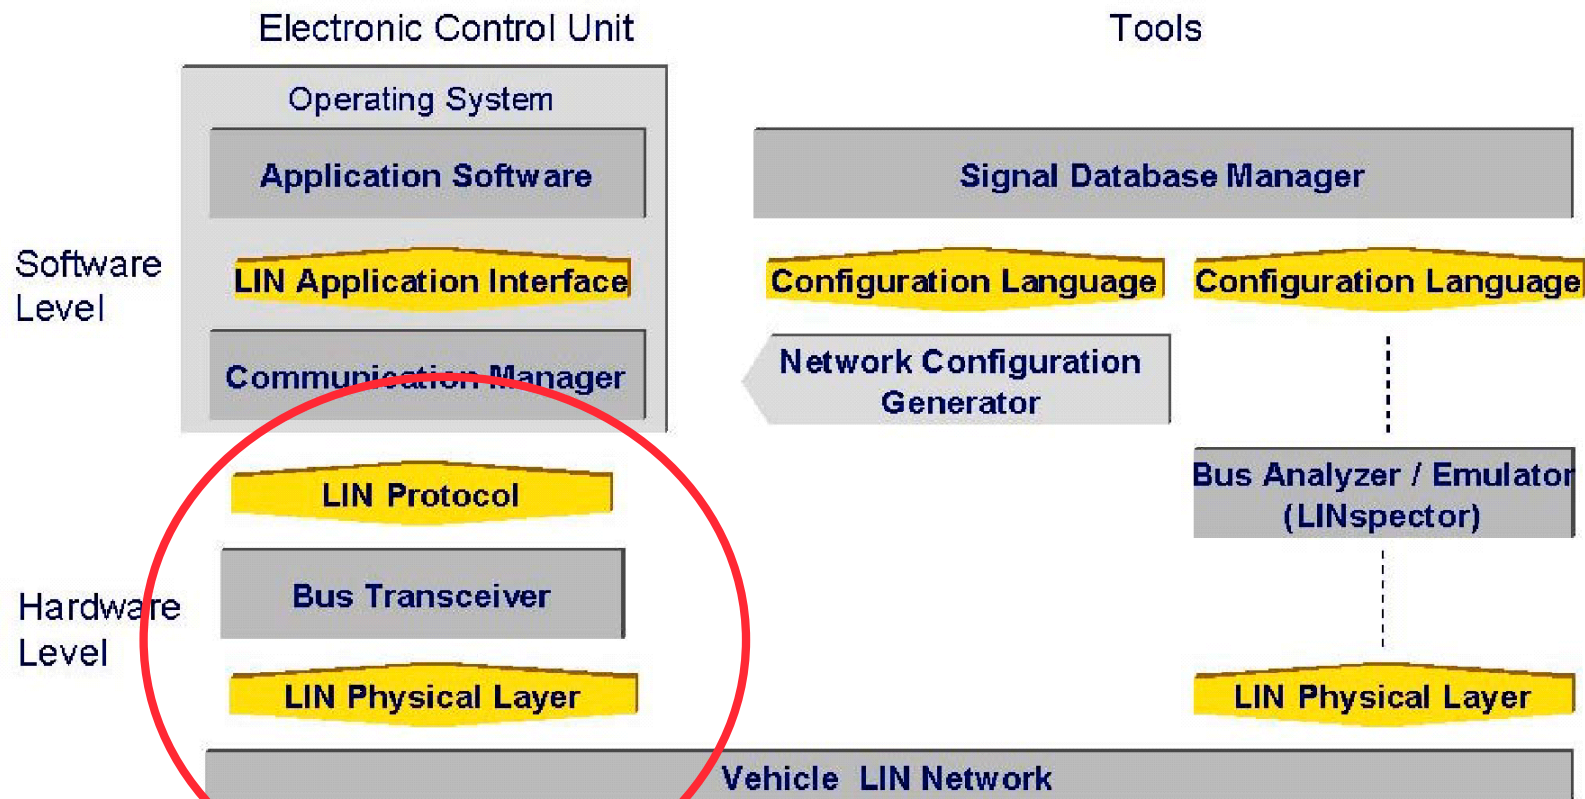 Electronic Control Unit
Tools
Operating System
Application Software
Signal Database Manager
Software
Level
LIN Application Interface
Configuration Language
Configuration Language
Communication Manager
Network Configuration
Generator
LIN Protocol
Bus Analyzer / Emulator
(LINspector)
Hardware
Level
Bus Transceiver
LIN Physical Layer
LIN Physical Layer
Vehicle LIN Network